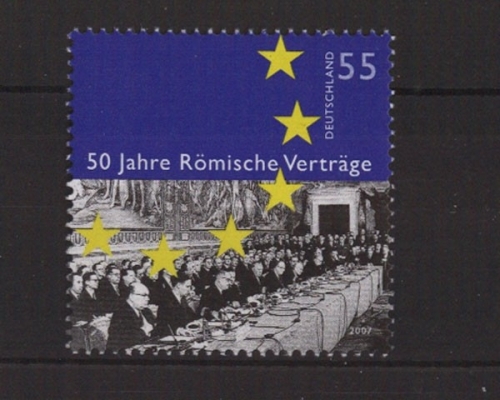 55
DEUTSCHLAND
50 Jahre Römische Verträge
2007